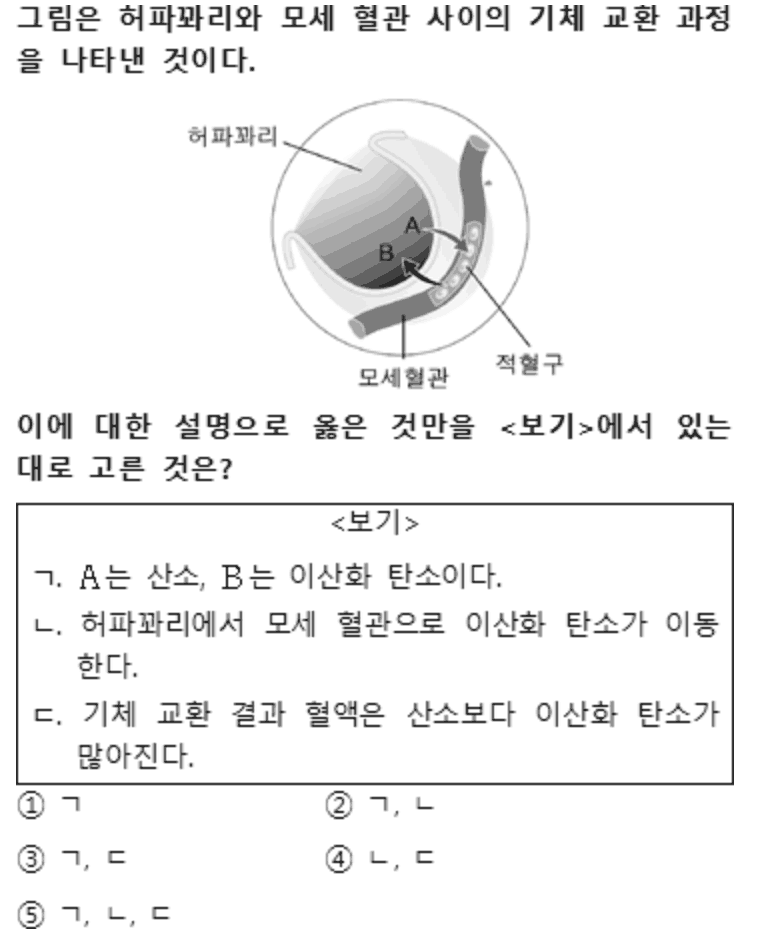 그림은 허파꽈리와 모세 혈관 사이의 기체 교환 과정
을 나타낸 것이다.
허파꽈리
A
B
적혈구
모세혈관
이에 대한 설명으로 옳은 것만을 <보기>에서 있는
대로 고른 것은?
<보기>
ㄱ. A는 산소, B는 이산화 탄소이다.
ㄴ. 허파꽈리에서 모세 혈관으로 이산화 탄소가 이동
한다.
ㄷ. 기체 교환 결과 혈액은 산소보다 이산화 탄소가
많아진다.
① ㄱ ② ㄱ, ㄴ
③ ㄱ, ㄷ ④ ㄴ, ㄷ
⑤ ㄱ, ㄴ, ㄷ